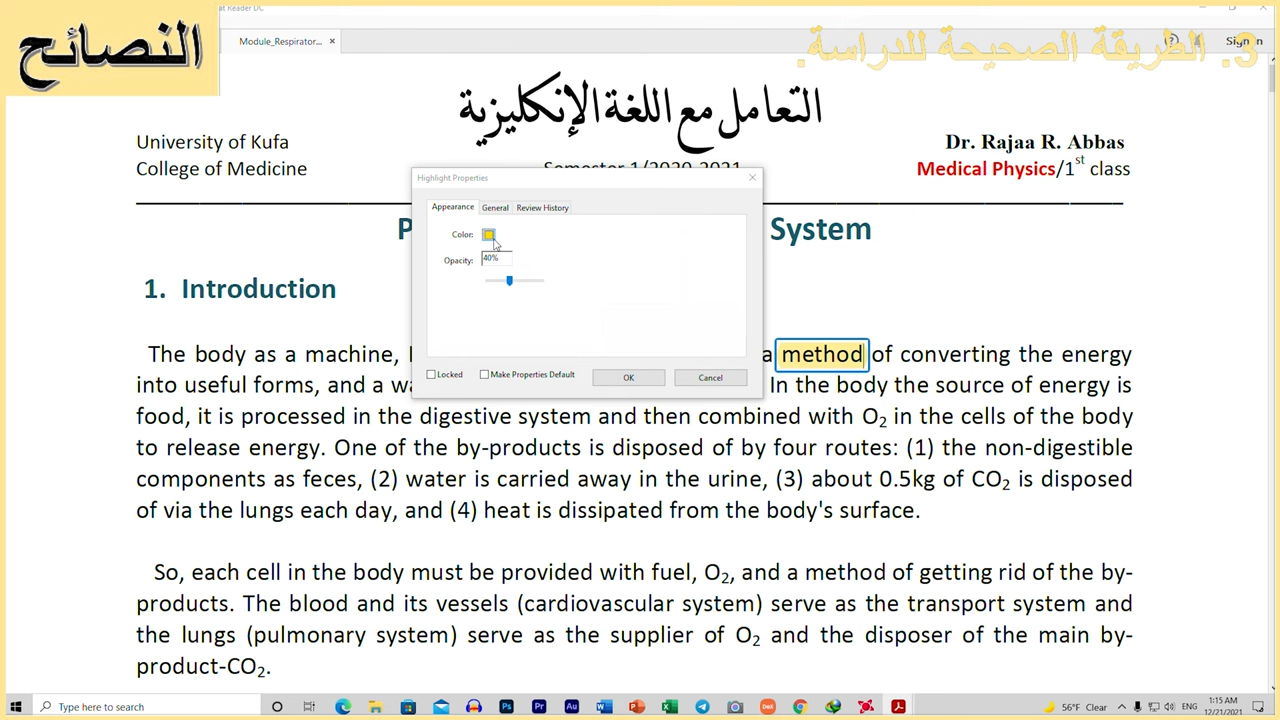 at Reader DC
النصائح
Module_Respirator... ×
3. الطريقة الصحيحة للدراسة.
Sign In
التعامل مع اللغة الإنكليزية
University of Kufa
Dr. Rajaa R. Abbas
College of Medicine
Semester 1/2020-2021
Medical Physics/1st class
Highlight Properties
Appearance General Review History
Color:
Opacity: 40%
Locked Make Properties Default OK Cancel
P System
1. Introduction
The body as a machine, a method of converting the energy
into useful forms, and a wa In the body the source of energy is
food, it is processed in the digestive system and then combined with O₂ in the cells of the body
to release energy. One of the by-products is disposed of by four routes: (1) the non-digestible
components as feces, (2) water is carried away in the urine, (3) about 0.5kg of CO₂ is disposed
of via the lungs each day, and (4) heat is dissipated from the body's surface.
So, each cell in the body must be provided with fuel, O₂, and a method of getting rid of the by-
products. The blood and its vessels (cardiovascular system) serve as the transport system and
the lungs (pulmonary system) serve as the supplier of O₂ and the disposer of the main by-
product-CO₂.
Type here to search
56°F Clear
ENG
1:15 AM
12/21/2021